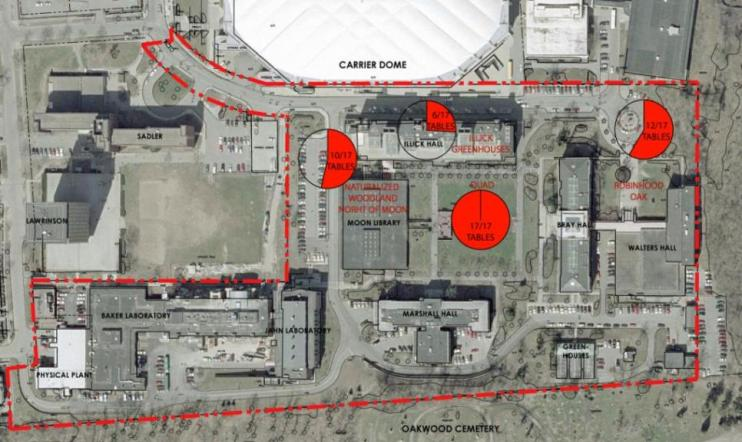 CARRIER DOME
6/17
TABLES
12/17
TABLES
SADLER
ILLICK HALL
ILLICK
GREENHOUSES
10/17
TABLES
NATURALIZED
WOODLAND
NORHT OF MOON
QUAD
ROBINHOOD
OAK
LAWRINSON
MOON LIBRARY
17/17
TABLES
BRAY HALL
WALTERS HALL
BAKER LABORATORY
MARSHALL HALL
JAHN LABORATORY
GREEN-
HOUSES
PHYSICAL PLANT
OAKWOOD CEMETERY